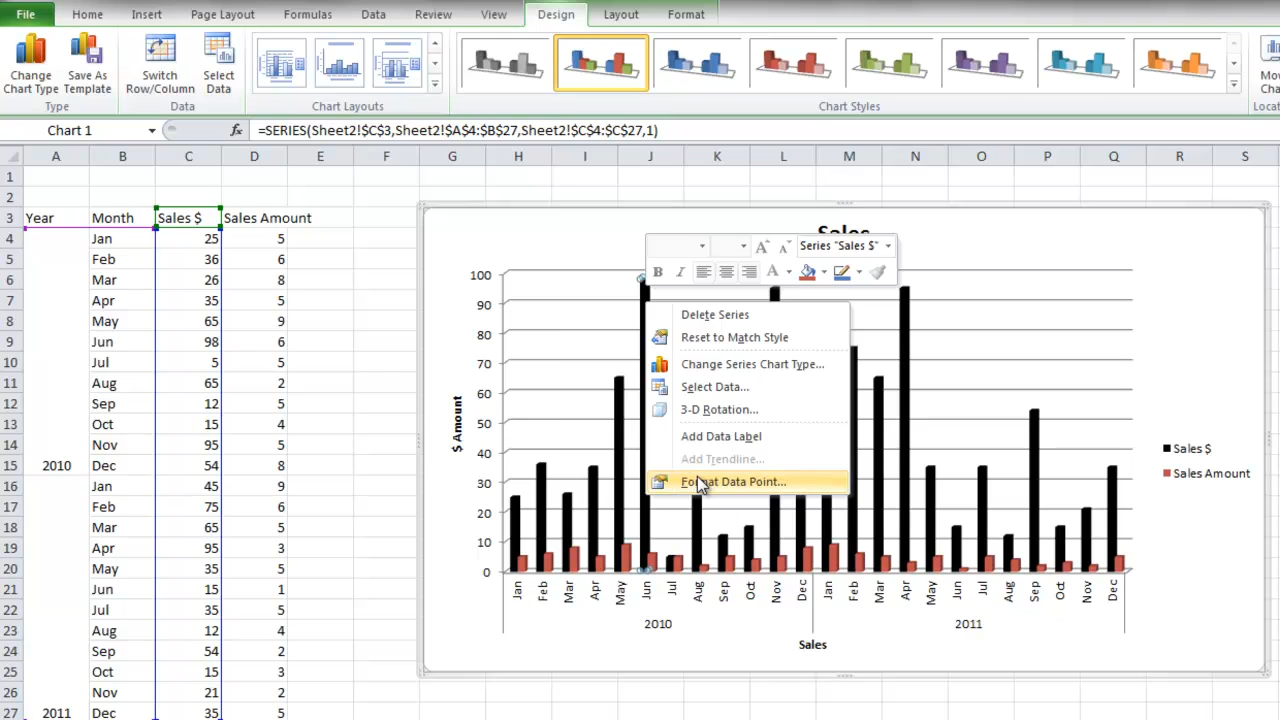 File Home Insert Page Layout Formulas Data Review View Design Layout Format
Change Chart Type
Save As Template
Switch Row/Column
Select Data
Type Data Chart Layouts Chart Styles
Chart 1 fx =SERIES(Sheet2!$C$3,Sheet2!$A$4:$B$27,Sheet2!$C$4:$C$27,1)
A B C D E F G H I J K L M N O P Q R S
1
2
3 Year Month Sales $ Sales Amount
4 Jan 25 5
5 Feb 36 6
6 Mar 26 8
7 Apr 35 5
8 May 65 9
9 Jun 98 6
10 Jul 5 5
11 Aug 65 2
12 Sep 12 5
13 Oct 15 4
14 Nov 95 5
15 2010 Dec 54 8
16 Jan 45 9
17 Feb 75 6
18 Mar 65 5
19 Apr 95 3
20 May 35 5
21 Jun 15 1
22 Jul 35 5
23 Aug 12 4
24 Sep 54 2
25 Oct 15 3
26 Nov 21 2
27 2011 Dec 35 5
Sales
Series "Sales $"
B I A
Delete Series
Reset to Match Style
Change Series Chart Type...
Select Data...
3-D Rotation...
Add Data Label
Add Trendline...
Format Data Point...
$ Amount
100
90
80
70
60
50
40
30
20
10
0
Jan Feb Mar Apr May Jun Jul Aug Sep Oct Nov Dec Jan Feb Mar Apr May Jun Jul Aug Sep Oct Nov Dec
2010 2011
Sales
Sales $
Sales Amount